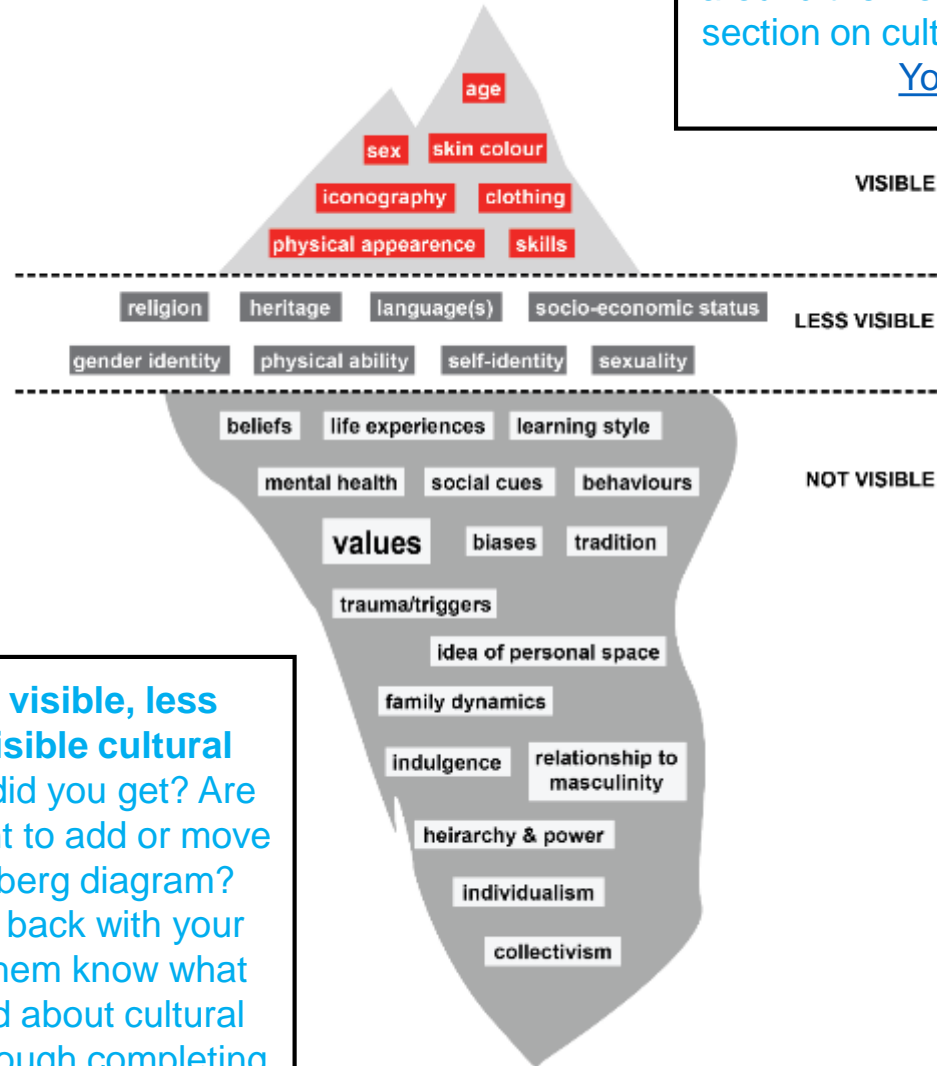 section on cult
Yo
age
sex skin colour
iconography clothing
physical appearence skills
VISIBLE
religion heritage language(s) socio-economic status
LESS VISIBLE
gender identity physical ability self-identity sexuality
beliefs life experiences learning style
mental health social cues behaviours
NOT VISIBLE
values biases tradition
trauma/triggers
idea of personal space
family dynamics
indulgence relationship to
masculinity
heirarchy & power
individualism
collectivism
visible, less
isible cultural
did you get? Are
nt to add or move
berg diagram?
back with your
hem know what
d about cultural
ough completing